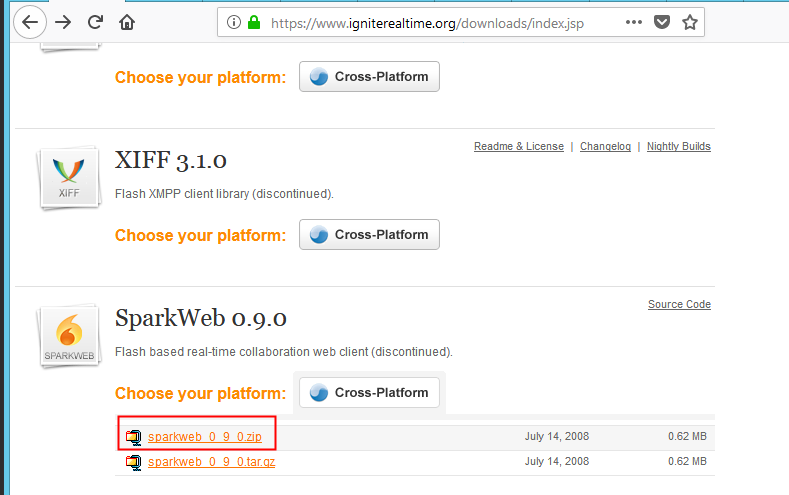 https://www.igniterealtime.org/downloads/index.jsp
Choose your platform: Cross-Platform
XIFF 3.1.0
Readme & License | Changelog | Nightly Builds
XIFF
Flash XMPP client library (discontinued).
Choose your platform: Cross-Platform
SparkWeb 0.9.0
Source Code
SPARKWEB
Flash based real-time collaboration web client (discontinued).
Choose your platform: Cross-Platform
sparkweb_0_9_0.zip July 14, 2008 0.62 MB
sparkweb_0_9_0.tar.gz July 14, 2008 0.62 MB